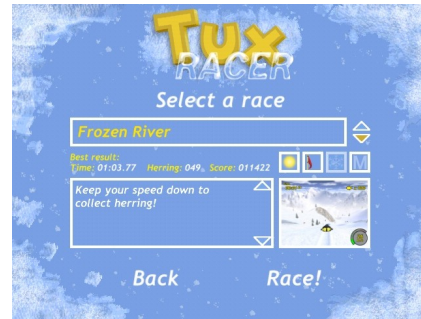 Tux
RACER
Select a race
Frozen River
Best result:
Time: 01:03.77 Herring: 049 Score: 011422
M
Keep your speed down to
collect herring!
Back Race!